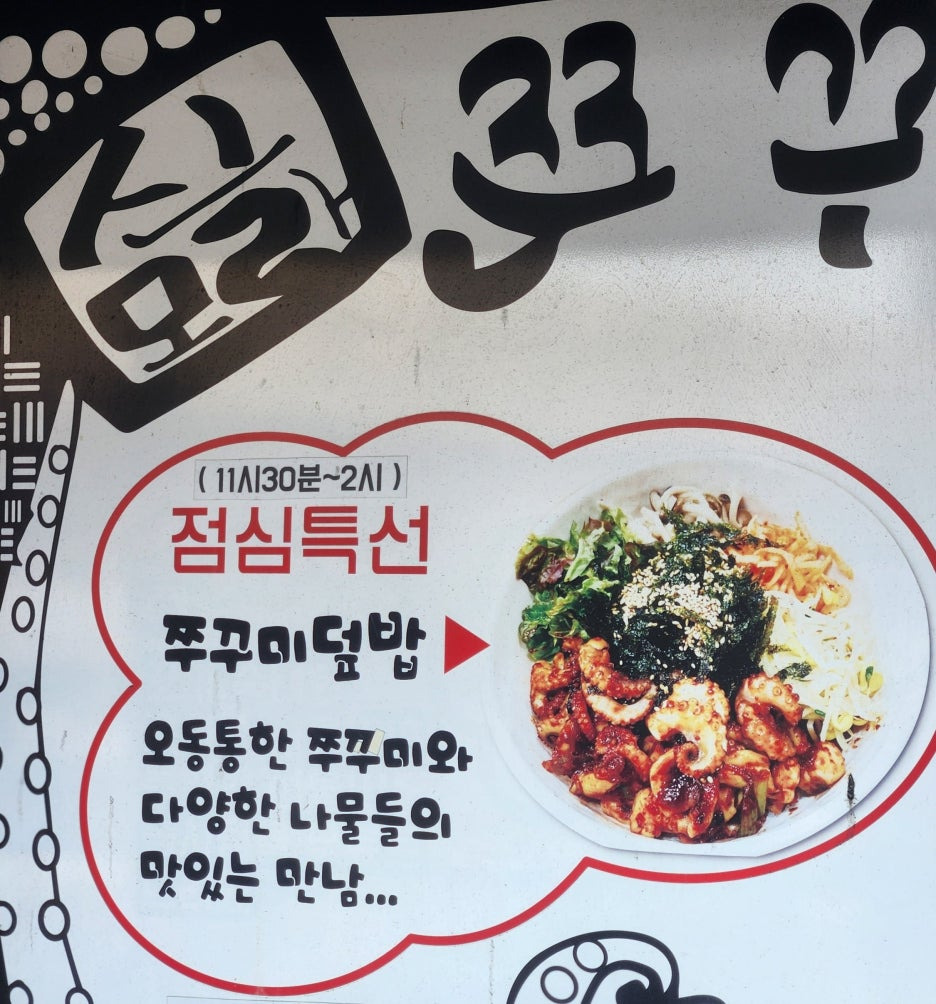 ( 11시30분~2시 )
점심특선
쭈꾸미덮밥
오동통한 쭈꾸미와
다양한 나물들의
맛있는 만남...